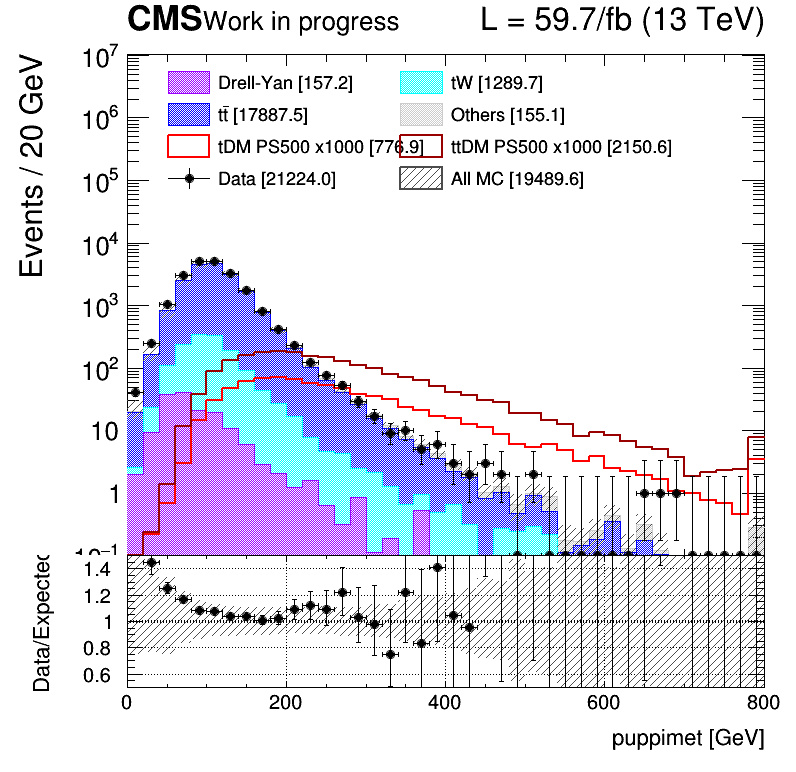 CMS Work in progress L = 59.7/fb (13 TeV)
Events / 20 GeV
10⁷
10⁶
10⁵
10⁴
10³
10²
10
1
10⁻¹
Drell-Yan [157.2] tW [1289.7]
tt̄ [17887.5] Others [155.1]
tDM PS500 x1000 [776.9] ttDM PS500 x1000 [2150.6]
Data [21224.0] All MC [19489.6]
Data/Expected
1.4
1.2
1
0.8
0.6
0 200 400 600 800
puppimet [GeV]